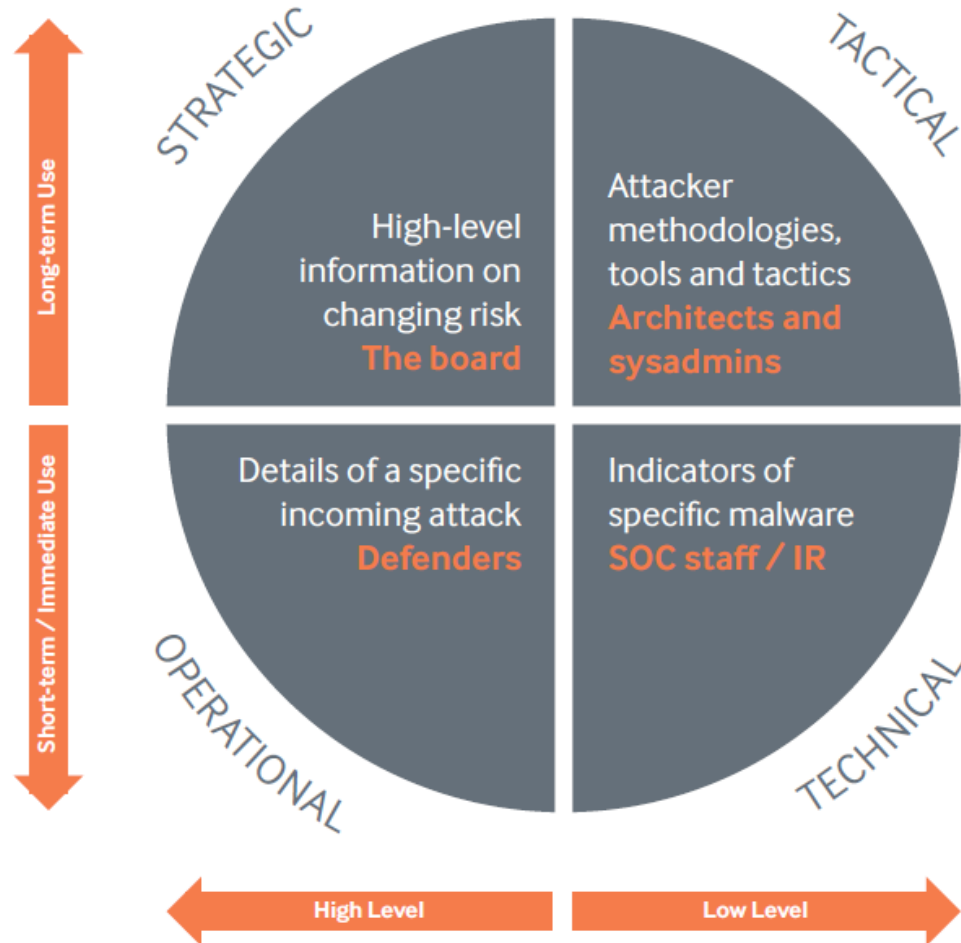 STRATEGIC
TACTICAL
Long-term Use
High-level
information on
changing risk
The board
Attacker
methodologies,
tools and tactics
Architects and
sysadmins
Short-term / Immediate Use
Details of a specific
incoming attack
Defenders
Indicators of
specific malware
SOC staff / IR
OPERATIONAL
TECHNICAL
High Level
Low Level